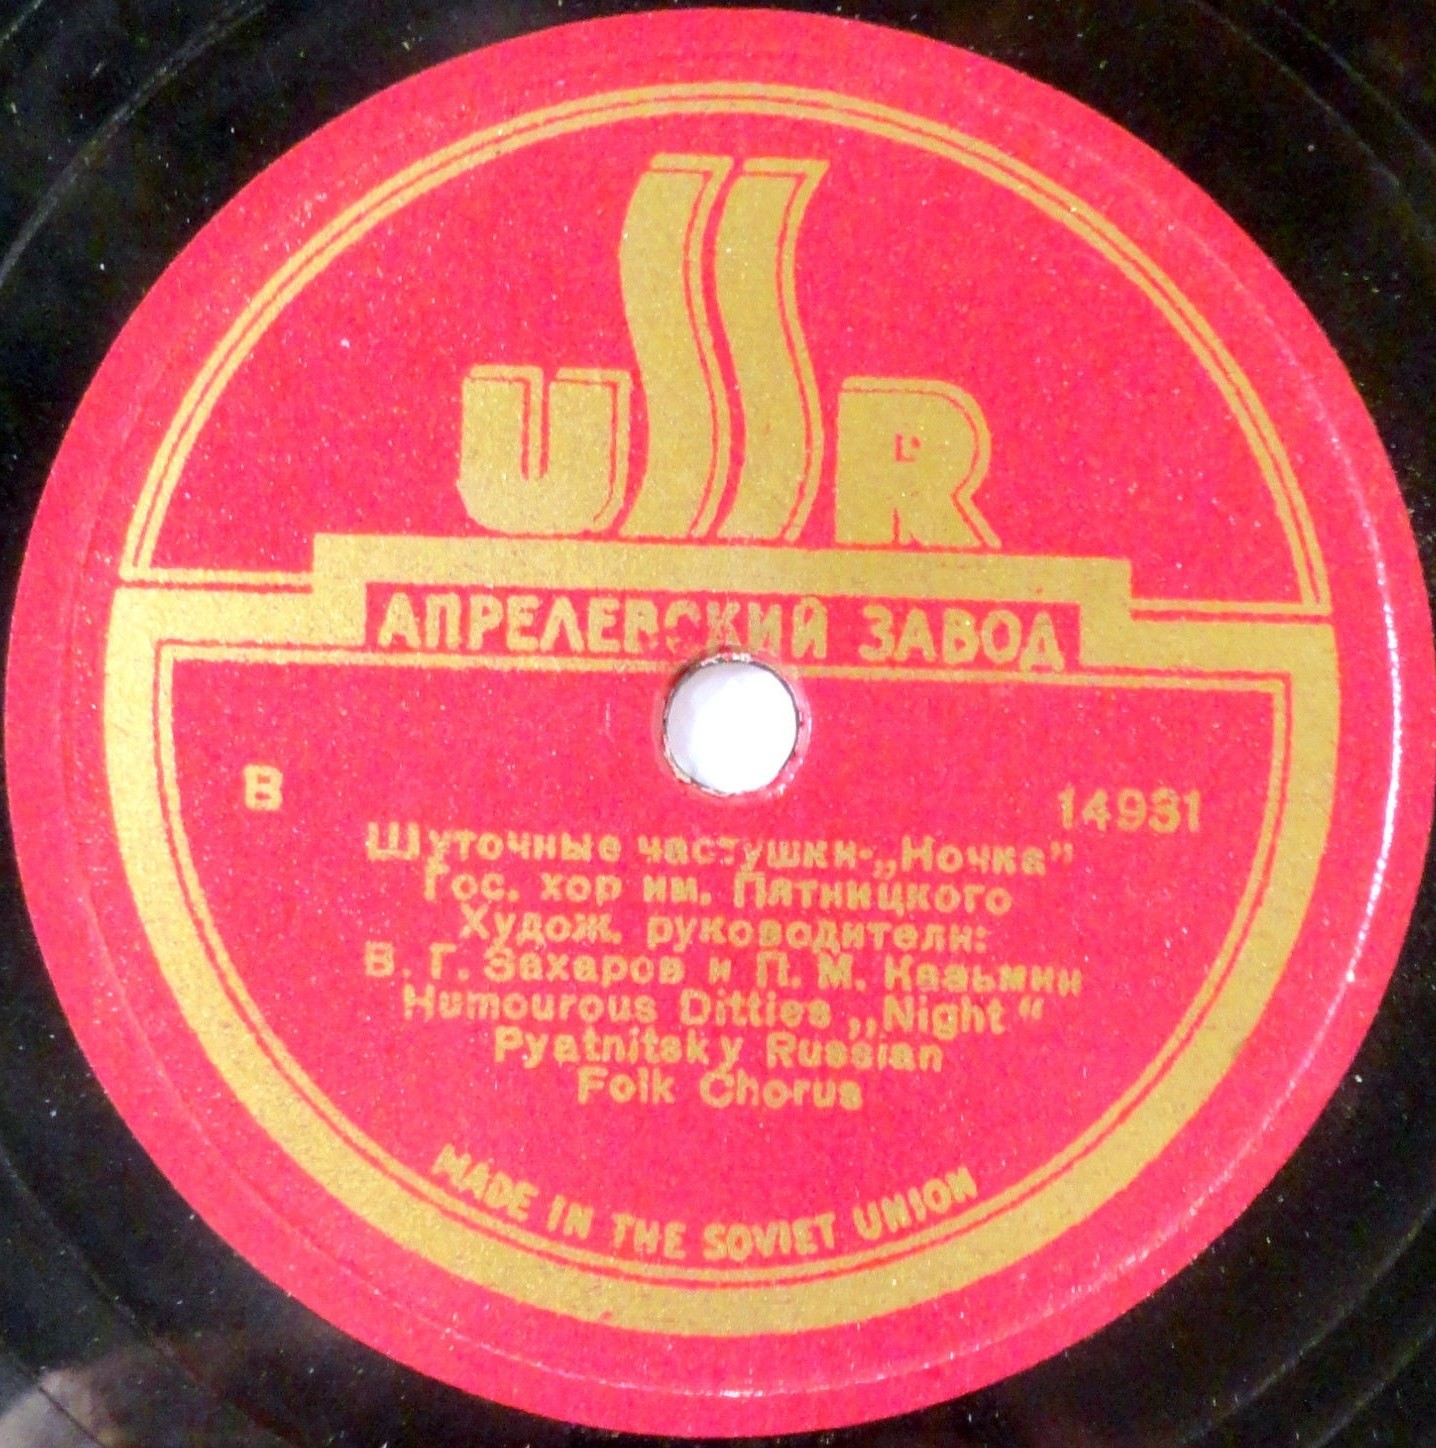 USSR
АПРЕЛЕВСКИЙ ЗАВОД
В 14931
Шуточные частушки-„Ночка”
Гос. хор им. Пятницкого
Худож. руководители:
В. Г. Захаров и П. М. Казьмин
Humourous Ditties „Night“
Pyatnitsky Russian
Folk Chorus
MADE IN THE SOVIET UNION